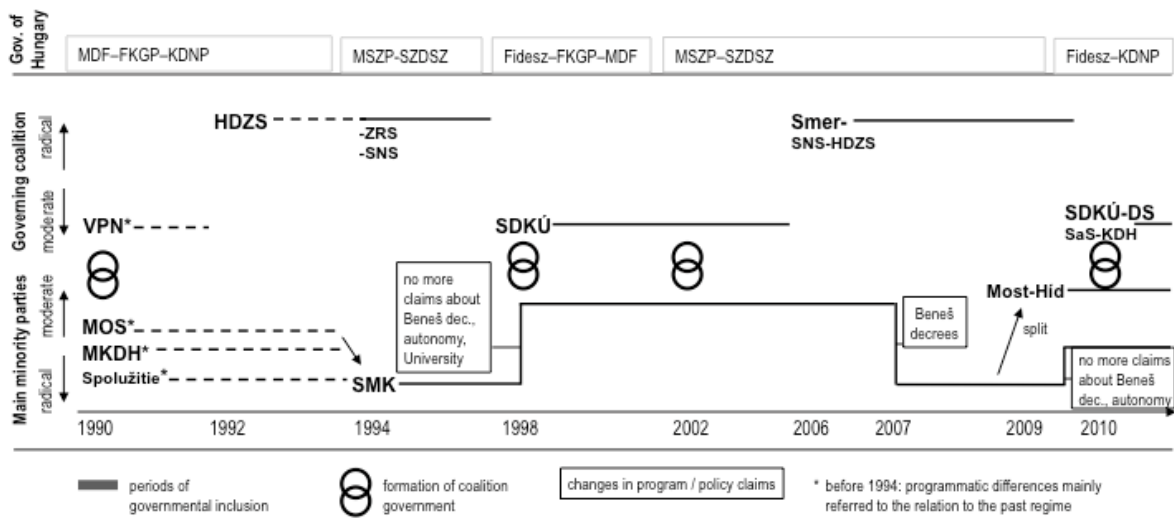 Gov. of
Hungary
MDF–FKGP–KDNP
MSZP-SZDSZ
Fidesz–FKGP–MDF
MSZP–SZDSZ
Fidesz–KDNP
Governing coalition
radical
moderate
HDZS
-ZRS
-SNS
Smer-
SNS-HDZS
VPN*
SDKÚ
SDKÚ-DS
SaS-KDH
Main minority parties
moderate
radical
no more
claims about
Beneš dec.,
autonomy,
University
Beneš
decrees
Most-Híd
split
MOS*
MKDH*
Spolužitie*
SMK
no more claims
about Beneš
dec., autonomy
1990
1992
1994
1998
2002
2006
2007
2009
2010
periods of
governmental inclusion
formation of coalition
government
changes in program / policy claims
* before 1994: programmatic differences mainly
referred to the relation to the past regime